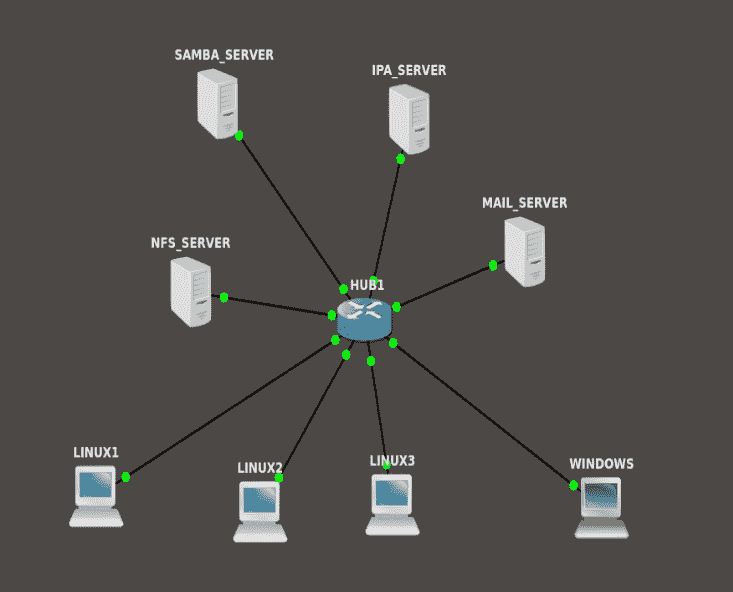 SAMBA_SERVER
IPA_SERVER
MAIL_SERVER
NFS_SERVER
HUB1
LINUX1
LINUX2
LINUX3
WINDOWS